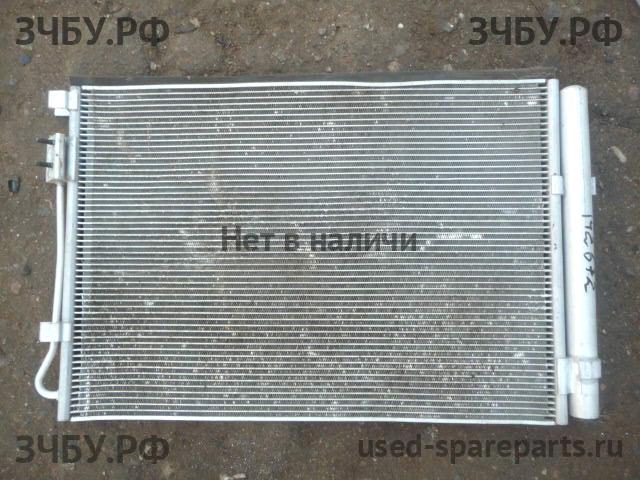 ЗЧБУ.РФ ЗЧБУ.РФ
Нет в наличи
ЗЧБУ.РФ used-spareparts.ru